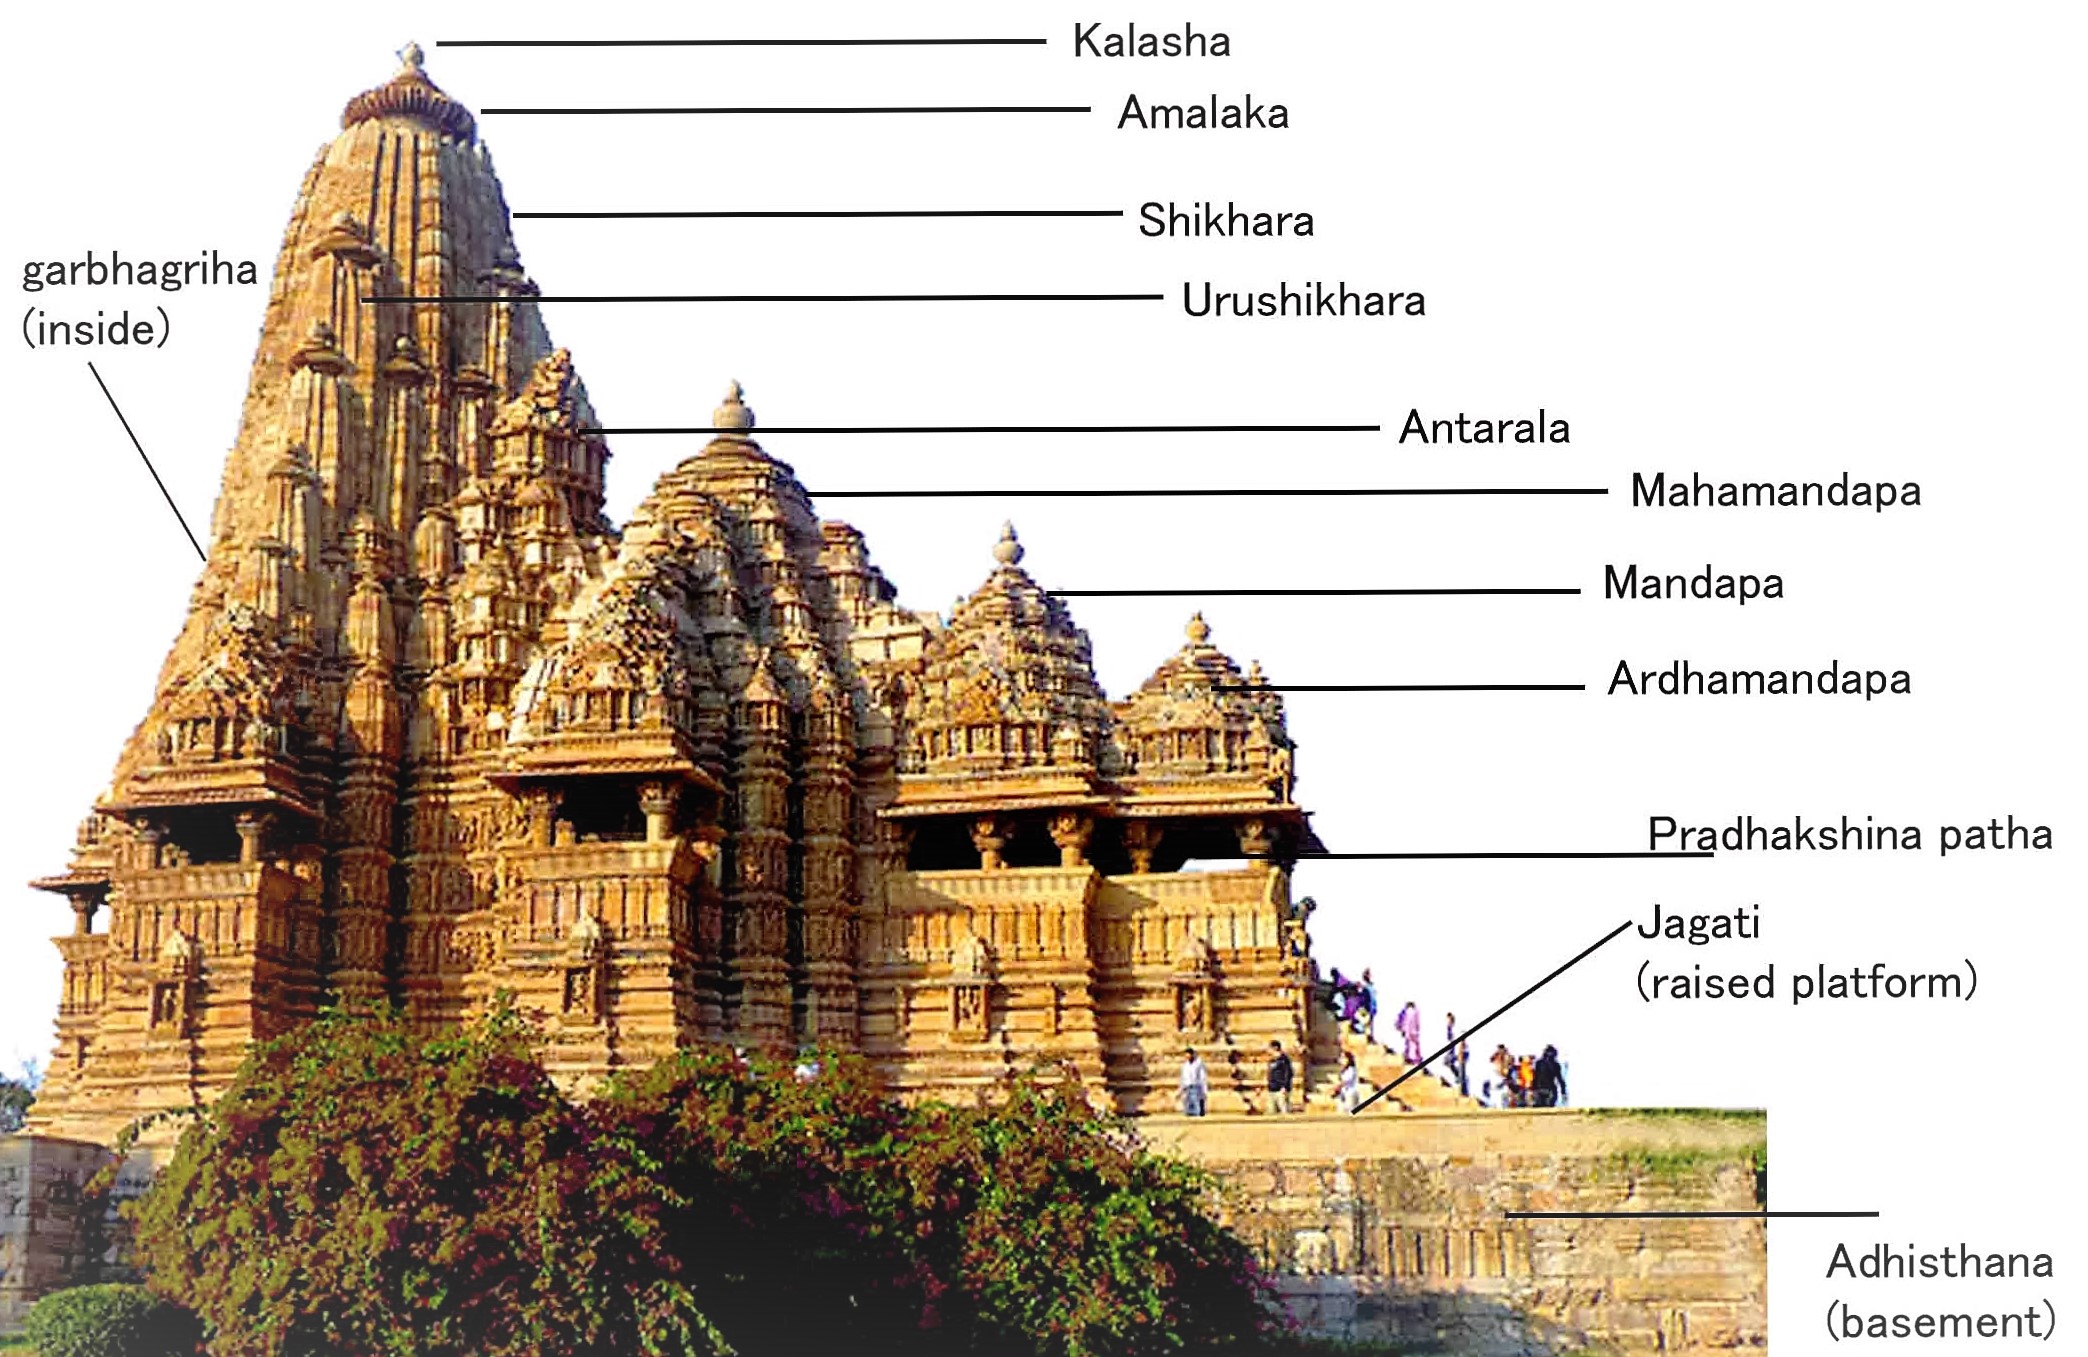 Kalasha
Amalaka
Shikhara
garbhagriha
(inside)
Urushikhara
Antarala
Mahamandapa
Mandapa
Ardhamandapa
Pradhakshina patha
Jagati
(raised platform)
Adhisthana
(basement)